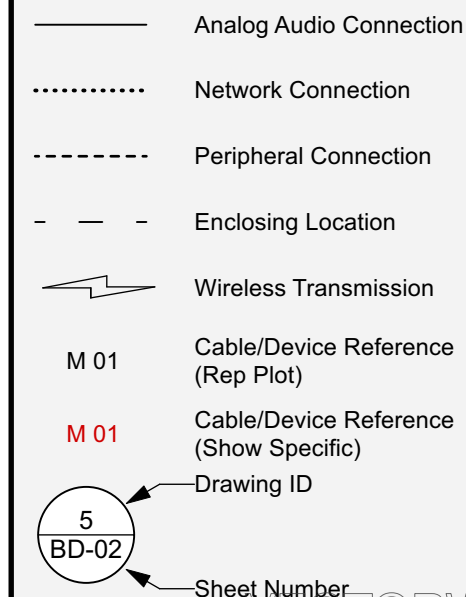 Analog Audio Connection
Network Connection
Peripheral Connection
Enclosing Location
Wireless Transmission
M 01
Cable/Device Reference
(Rep Plot)
M 01
Cable/Device Reference
(Show Specific)
Drawing ID
5
BD-02
Sheet Number